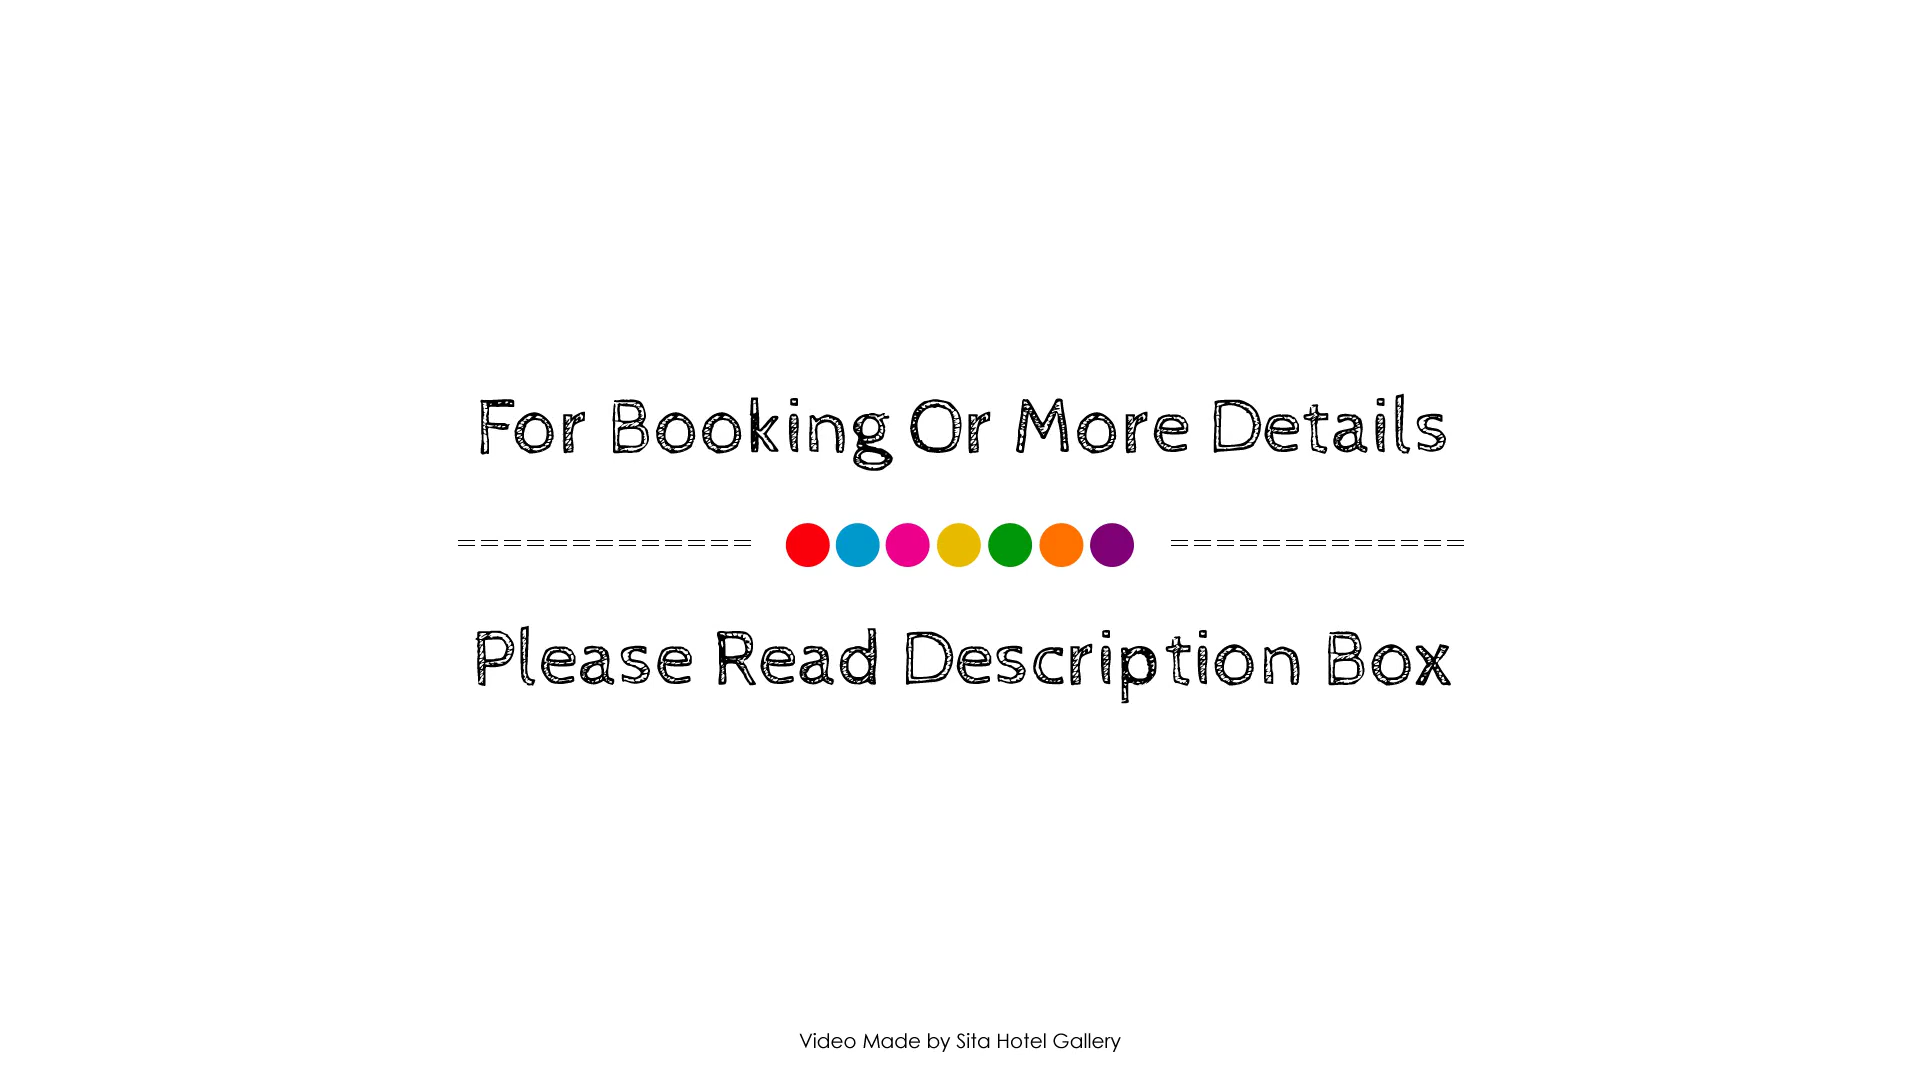 For Booking Or More Details
============= =============
Please Read Description Box
Video Made by Sita Hotel Gallery